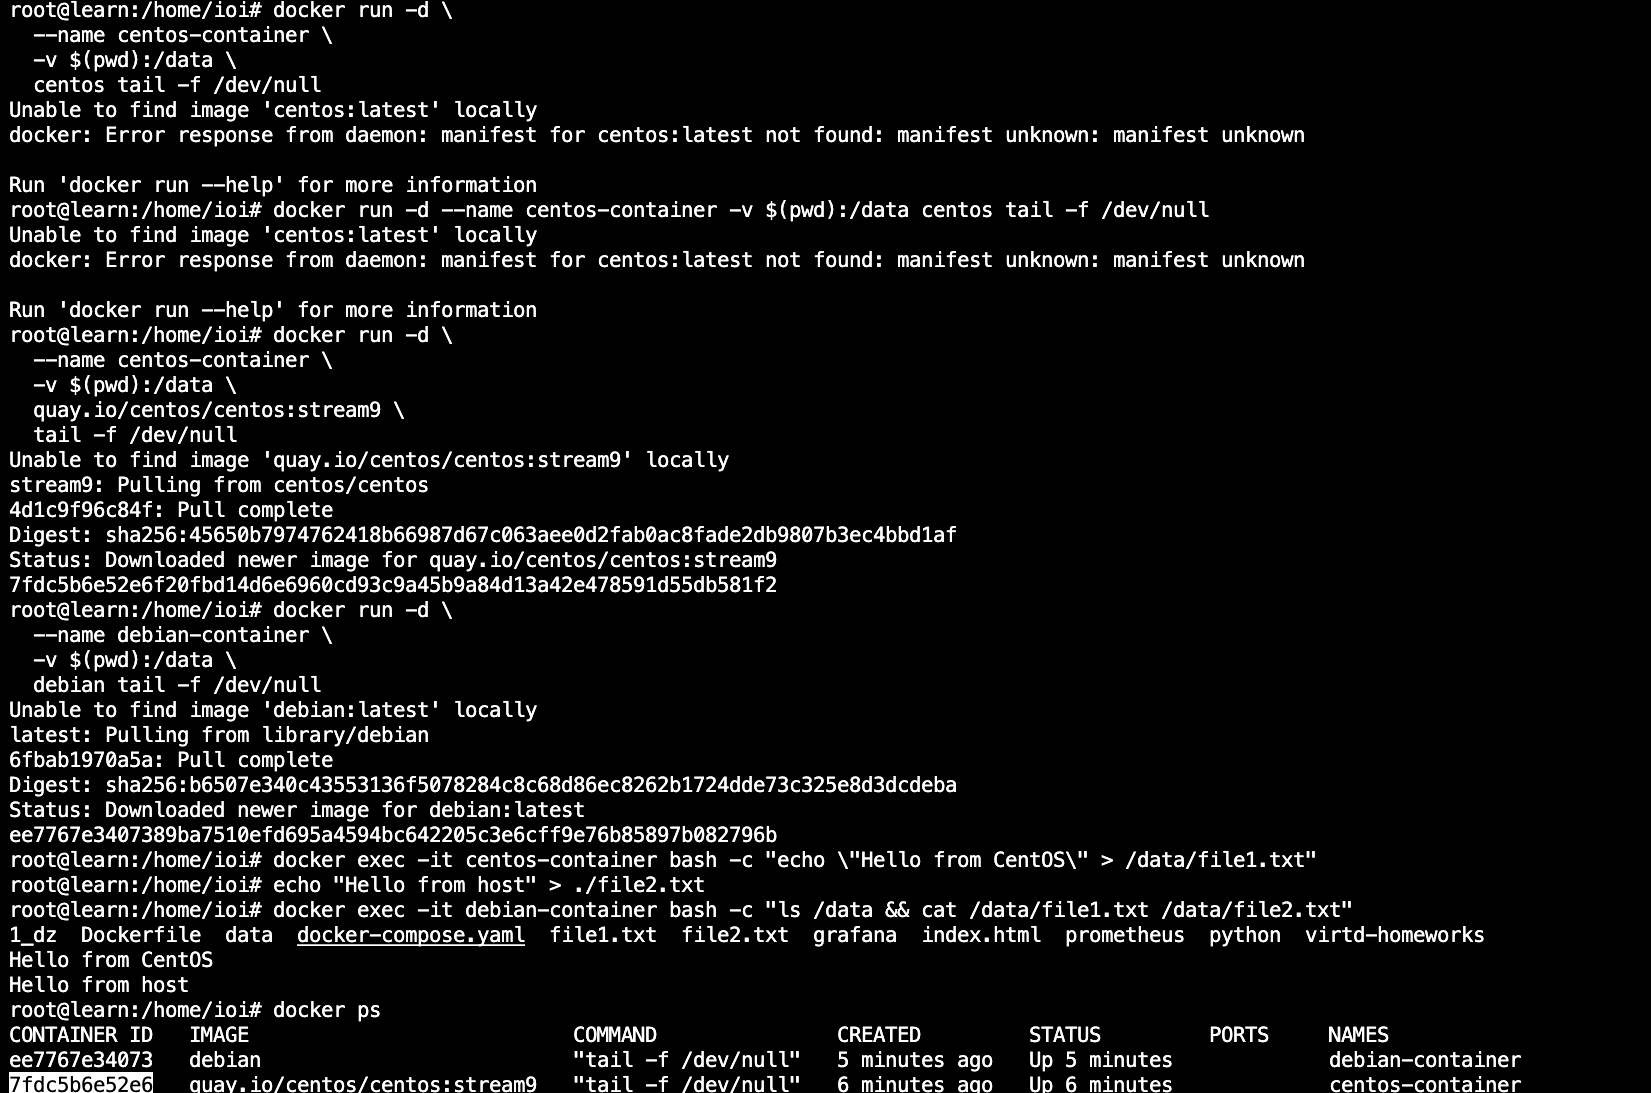 root@learn:/home/ioi# docker run -d \
  --name centos-container \
  -v $(pwd):/data \
  centos tail -f /dev/null
Unable to find image 'centos:latest' locally
docker: Error response from daemon: manifest for centos:latest not found: manifest unknown: manifest unknown

Run 'docker run --help' for more information
root@learn:/home/ioi# docker run -d --name centos-container -v $(pwd):/data centos tail -f /dev/null
Unable to find image 'centos:latest' locally
docker: Error response from daemon: manifest for centos:latest not found: manifest unknown: manifest unknown

Run 'docker run --help' for more information
root@learn:/home/ioi# docker run -d \
  --name centos-container \
  -v $(pwd):/data \
  quay.io/centos/centos:stream9 \
  tail -f /dev/null
Unable to find image 'quay.io/centos/centos:stream9' locally
stream9: Pulling from centos/centos
4d1c9f96c84f: Pull complete
Digest: sha256:45650b7974762418b66987d67c063aee0d2fab0ac8fade2db9807b3ec4bbd1af
Status: Downloaded newer image for quay.io/centos/centos:stream9
7fdc5b6e52e6f20fbd14d6e6960cd93c9a45b9a84d13a42e478591d55db581f2
root@learn:/home/ioi# docker run -d \
  --name debian-container \
  -v $(pwd):/data \
  debian tail -f /dev/null
Unable to find image 'debian:latest' locally
latest: Pulling from library/debian
6fbab1970a5a: Pull complete
Digest: sha256:b6507e340c43553136f5078284c8c68d86ec8262b1724dde73c325e8d3dcdeba
Status: Downloaded newer image for debian:latest
ee7767e3407389ba7510efd695a4594bc642205c3e6cff9e76b85897b082796b
root@learn:/home/ioi# docker exec -it centos-container bash -c "echo \"Hello from CentOS\" > /data/file1.txt"
root@learn:/home/ioi# echo "Hello from host" > ./file2.txt
root@learn:/home/ioi# docker exec -it debian-container bash -c "ls /data && cat /data/file1.txt /data/file2.txt"
1_dz  Dockerfile  data  docker-compose.yaml  file1.txt  file2.txt  grafana  index.html  prometheus  python  virtd-homeworks
Hello from CentOS
Hello from host
root@learn:/home/ioi# docker ps
CONTAINER ID   IMAGE                           COMMAND               CREATED         STATUS         PORTS     NAMES
ee7767e34073   debian                          "tail -f /dev/null"   5 minutes ago   Up 5 minutes             debian-container
7fdc5b6e52e6   quay.io/centos/centos:stream9   "tail -f /dev/null"   6 minutes ago   Up 6 minutes             centos-container